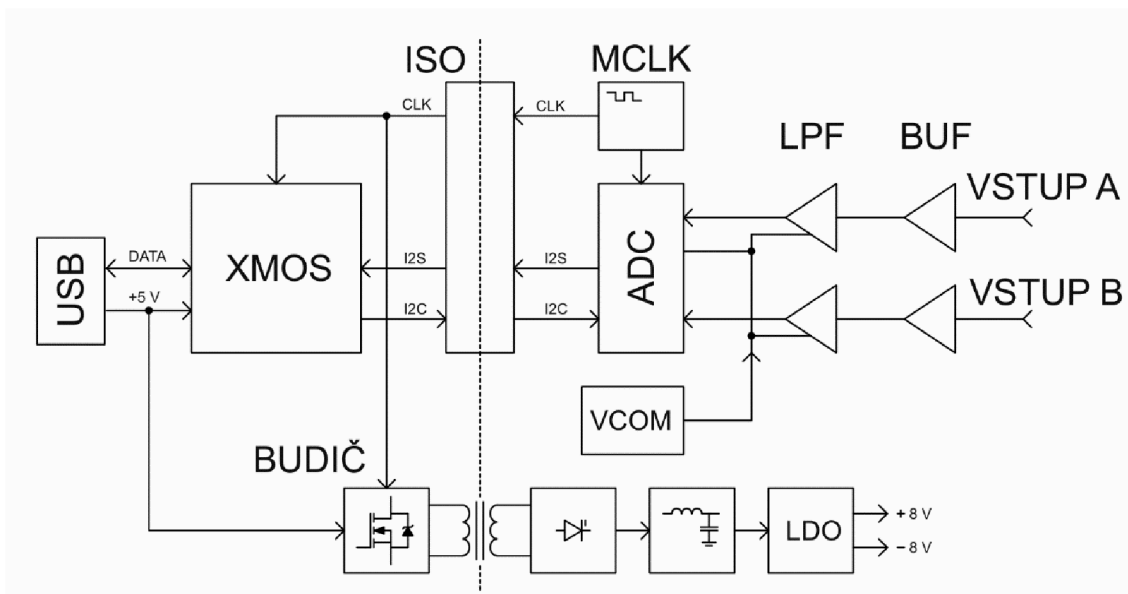 ISO
MCLK
CLK
CLK
LPF
BUF
VSTUP A
USB
DATA
+5 V
XMOS
I2S
I2C
I2S
I2C
ADC
VSTUP B
VCOM
BUDIČ
LDO
+8 V
−8 V